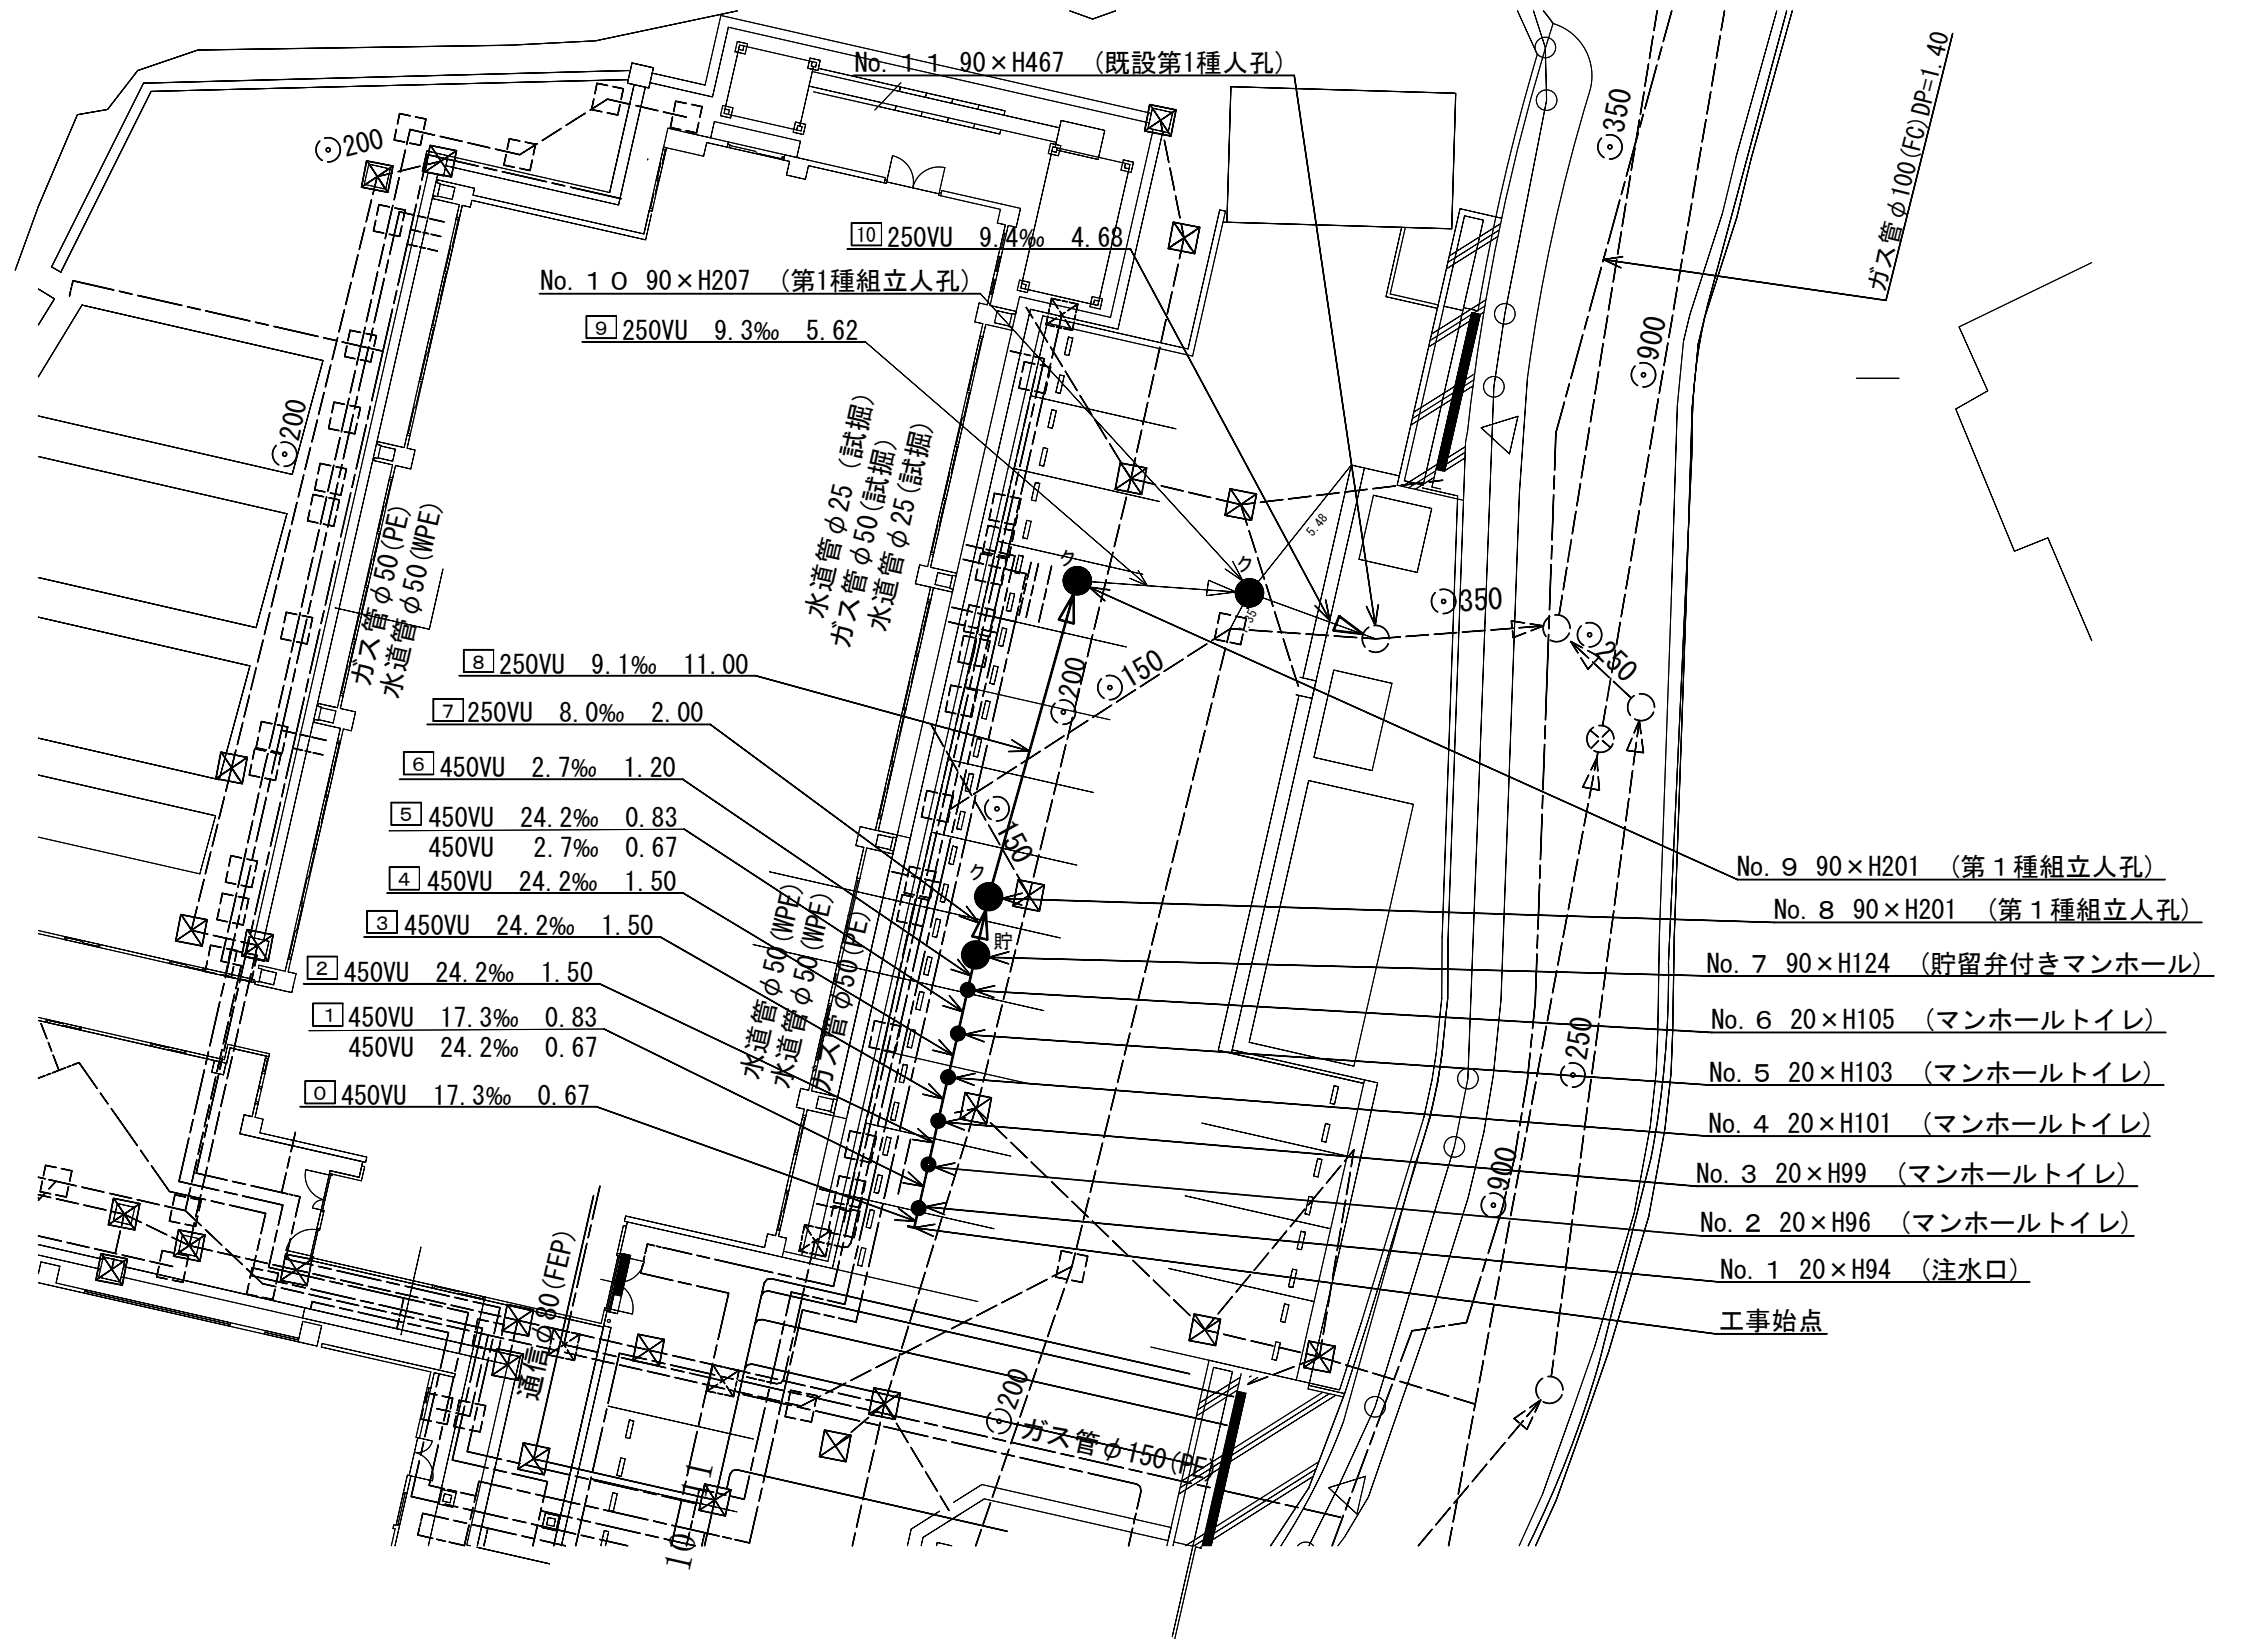 No. 11 90×H467 (既設第1種人孔)
⊙200
⊙350
ガス管φ100(FC)DP=1.40
10 250VU 9.4‰ 4.68
No. 10 90×H207 (第1種組立人孔)
9 250VU 9.3‰ 5.62
⊙900
⊙200
水道管φ25 (試掘)
ガス管φ50(試掘)
水道管φ25(試掘)
ガス管φ50(PE)
水道管φ50(WPE)
5.48
ク
ク
⊙350
⊙250
8 250VU 9.1‰ 11.00
⊙200
⊙150
7 250VU 8.0‰ 2.00
6 450VU 2.7‰ 1.20
5 450VU 24.2‰ 0.83
450VU 2.7‰ 0.67
⊙150
4 450VU 24.2‰ 1.50
ク
No. 9 90×H201 (第1種組立人孔)
No. 8 90×H201 (第1種組立人孔)
3 450VU 24.2‰ 1.50
貯
水道管φ50(WPE)
水道管φ50(WPE)
ガス管φ50(PE)
No. 7 90×H124 (貯留弁付きマンホール)
2 450VU 24.2‰ 1.50
1 450VU 17.3‰ 0.83
450VU 24.2‰ 0.67
No. 6 20×H105 (マンホールトイレ)
⊙250
No. 5 20×H103 (マンホールトイレ)
0 450VU 17.3‰ 0.67
No. 4 20×H101 (マンホールトイレ)
No. 3 20×H99 (マンホールトイレ)
⊙900
No. 2 20×H96 (マンホールトイレ)
No. 1 20×H94 (注水口)
工事始点
通信φ80(FEP)
⊙200
ガス管φ150(PE)
10
11